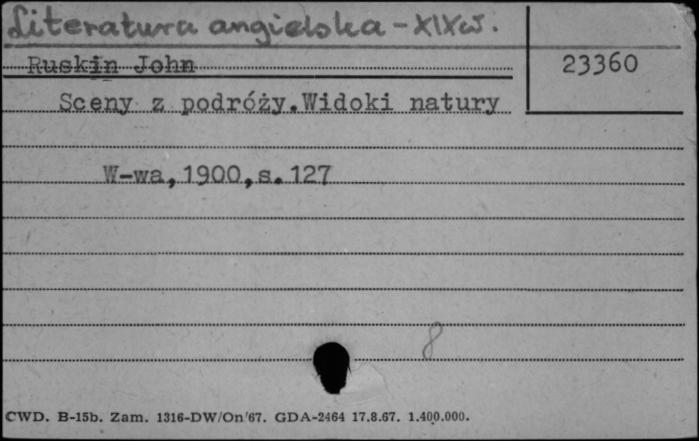 Literatura angielska - XIXw.
Ruskin John
23360
Sceny z podróży.Widoki natury
W-wa,1900,s.127
8
CWD. B-15b. Zam. 1316-DW/On/67. GDA-2464 17.8.67. 1.400.000.